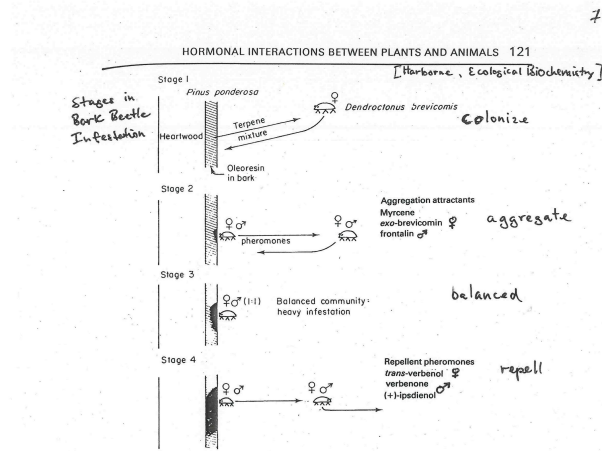 7
HORMONAL INTERACTIONS BETWEEN PLANTS AND ANIMALS 121
[Harborne, Ecological Biochemistry]
Stages in
Bark Beetle
Infestation
Stage 1
Pinus ponderosa
♀
Dendroctonus brevicomis
colonize
Heartwood
Terpene
mixture
Oleoresin
in bark
Stage 2
♀ ♂
pheromones
♀ ♂
Aggregation attractants
Myrcene
exo-brevicomin ♀
frontalin ♂
aggregate
Stage 3
♀♂ (1:1)
Balanced community:
heavy infestation
balanced
Stage 4
♀ ♂
♀ ♂
Repellent pheromones
trans-verbenol ♀
verbenone
(+)-ipsdienol ♂
repell